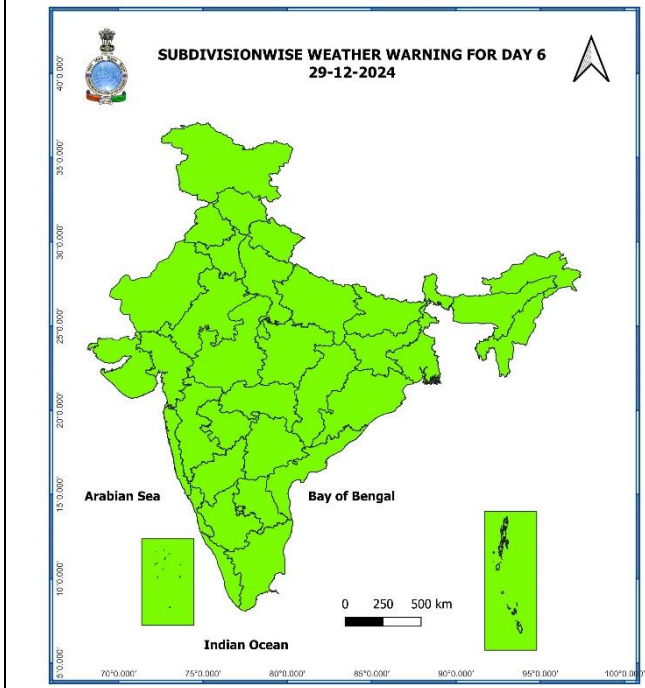 SUBDIVISIONWISE WEATHER WARNING FOR DAY 6
29-12-2024
40°0.000'
35°0.000'
30°0.000'
25°0.000'
20°0.000'
15°0.000'
10°0.000'
5°0.000'
Arabian Sea
Bay of Bengal
0 250 500 km
Indian Ocean
70°0.000' 75°0.000' 80°0.000' 85°0.000' 90°0.000' 95°0.000' 100°0.000'